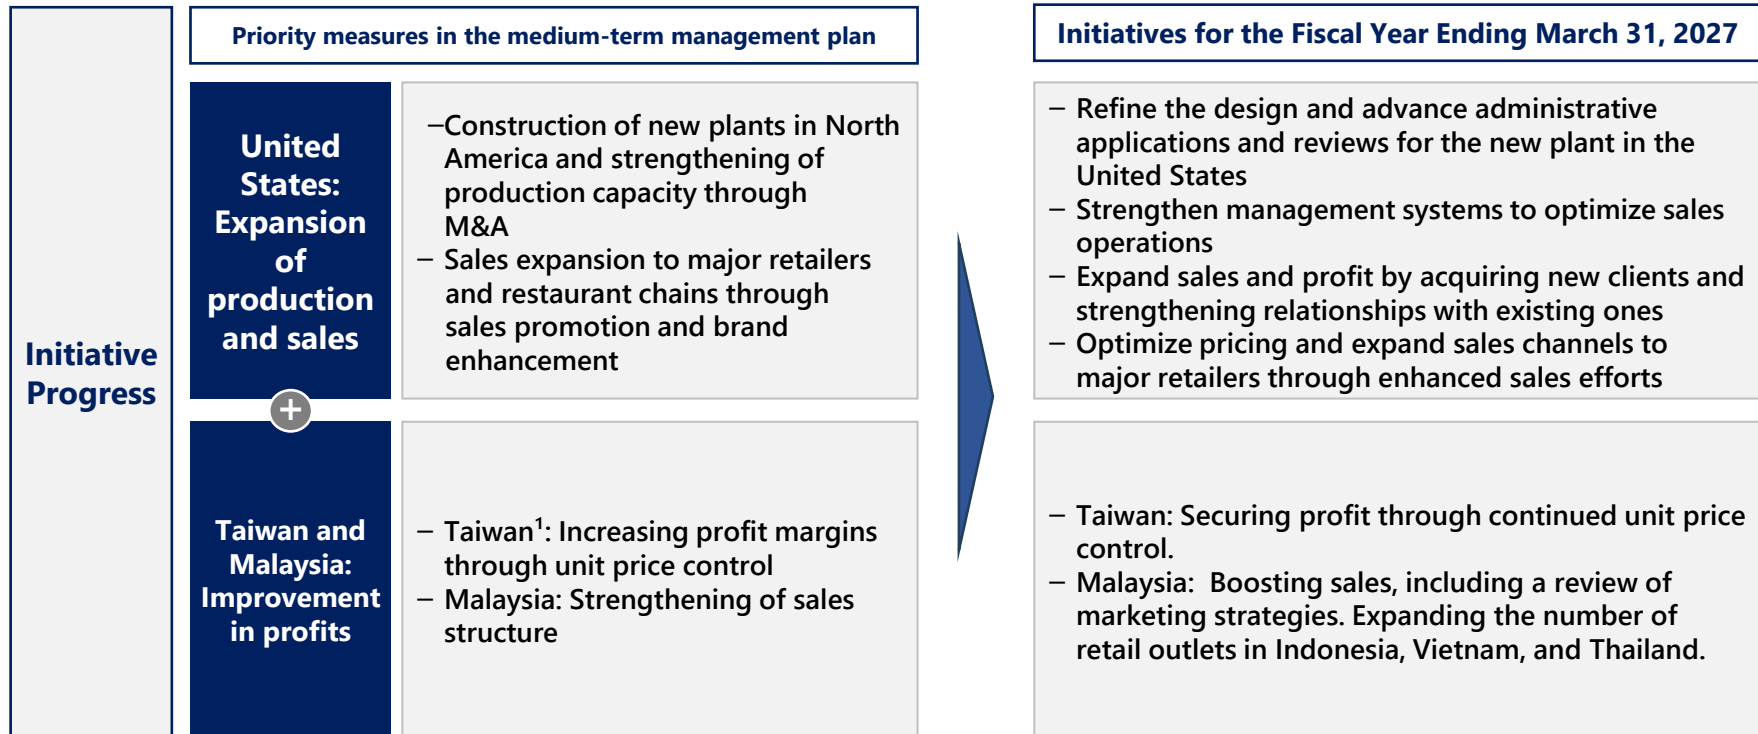 Initiative
Progress
Priority measures in the medium-term management plan
United
States:
Expansion
of
production
and sales
–Construction of new plants in North
America and strengthening of
production capacity through
M&A
– Sales expansion to major retailers
and restaurant chains through
sales promotion and brand
enhancement
+
Taiwan and
Malaysia:
Improvement
in profits
– Taiwan¹: Increasing profit margins
through unit price control
– Malaysia: Strengthening of sales
structure
Initiatives for the Fiscal Year Ending March 31, 2027
– Refine the design and advance administrative
applications and reviews for the new plant in the
United States
– Strengthen management systems to optimize sales
operations
– Expand sales and profit by acquiring new clients and
strengthening relationships with existing ones
– Optimize pricing and expand sales channels to
major retailers through enhanced sales efforts
– Taiwan: Securing profit through continued unit price
control.
– Malaysia:  Boosting sales, including a review of
marketing strategies. Expanding the number of
retail outlets in Indonesia, Vietnam, and Thailand.